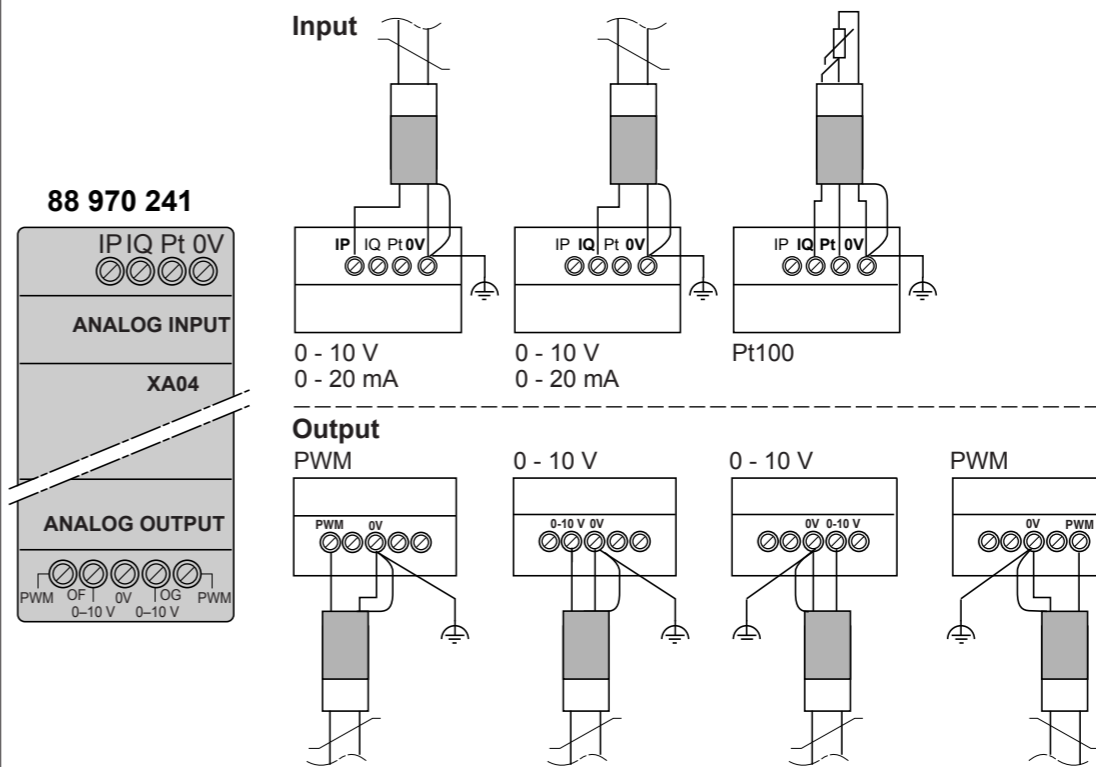 88 970 241
IP IQ Pt 0V
ANALOG INPUT
XA04
ANALOG OUTPUT
PWM OF 0V OG PWM
0–10 V 0–10 V
Input
IP IQ Pt 0V
0 - 10 V
0 - 20 mA
IP IQ Pt 0V
0 - 10 V
0 - 20 mA
IP IQ Pt 0V
Pt100
Output
PWM
PWM 0V
0 - 10 V
0-10 V 0V
0 - 10 V
0V 0-10 V
PWM
0V PWM